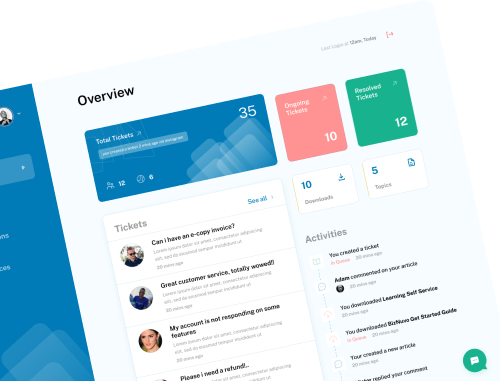 Last Login at 12am, Today
Overview
Total Tickets
35
12
6
Ongoing
Tickets
10
Resolved
Tickets
12
10
Downloads
5
Topics
Tickets
See all
Can i have an e-copy invoice?
Lorem ipsum dolor sit amet, consectetur adipiscing
elit, sed do eiusmod tempor incididunt ut
20 mins ago
Great customer service, totally wowed!!
Lorem ipsum dolor sit amet, consectetur adipiscing
elit, sed do eiusmod tempor incididunt ut
20 mins ago
My account is not responding on some
features
Lorem ipsum dolor sit amet, consectetur adipiscing
elit, sed do eiusmod tempor incididunt ut
20 mins ago
Please i need a refund!..
Activities
You created a ticket
In Queue 20 mins ago
Adam commented on your article
20 mins ago
You downloaded Learning Self Service
20 mins ago
You downloaded BizNuvo Get Started Guide
In Queue 20 mins ago
Your created a new article
20 mins ago
replied your comment